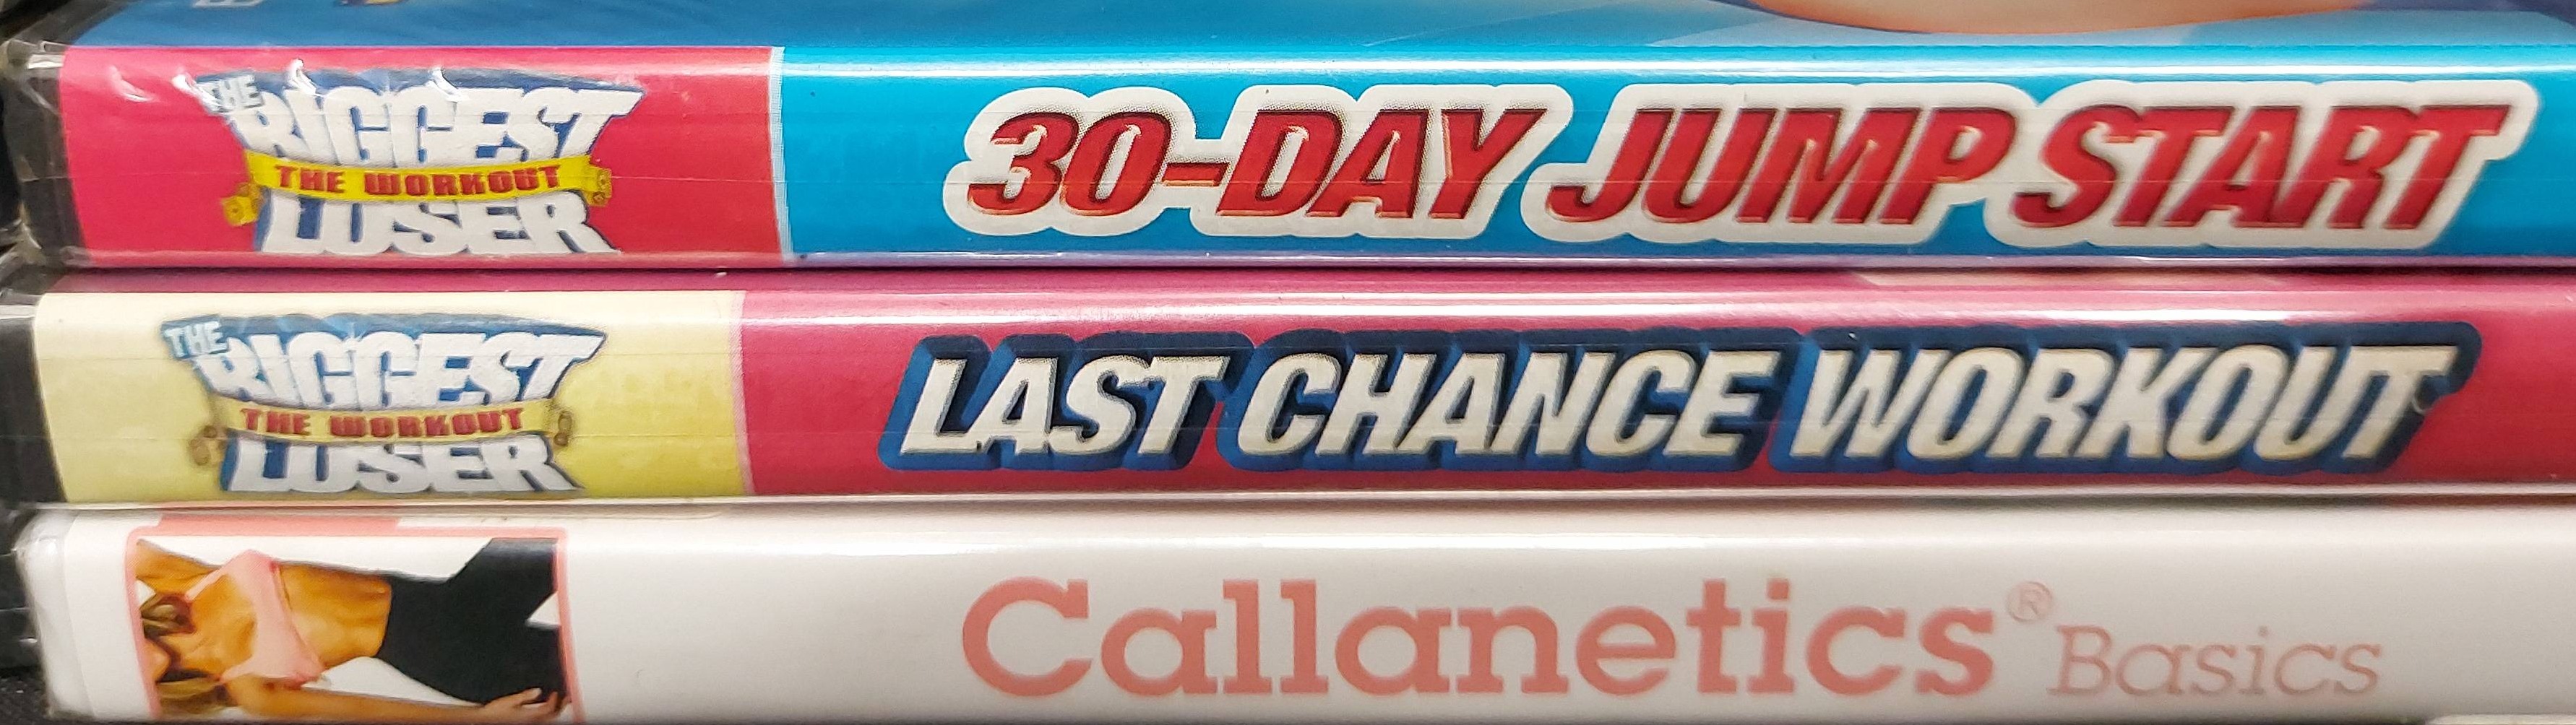 THE
BIGGEST
THE WORKOUT
LOSER
30-DAY JUMP START
THE
BIGGEST
THE WORKOUT
LOSER
LAST CHANCE WORKOUT
Callanetics® Basics